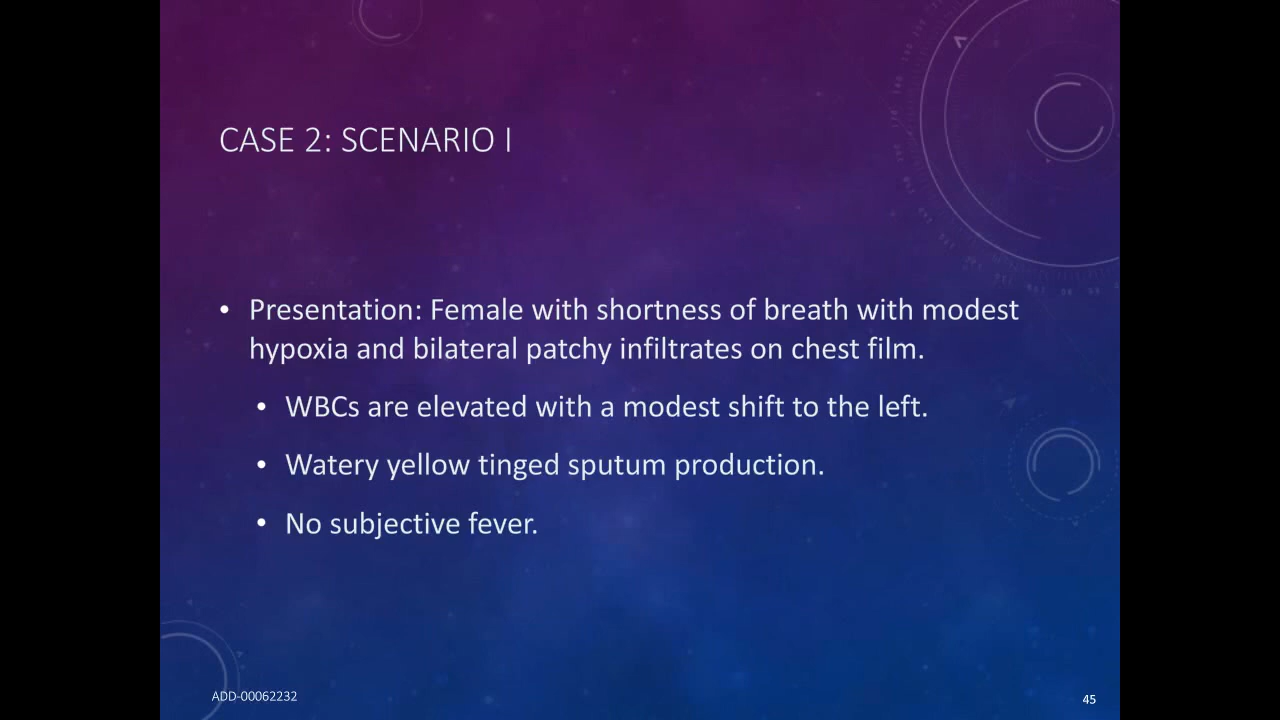 CASE 2: SCENARIO I
• Presentation: Female with shortness of breath with modest
hypoxia and bilateral patchy infiltrates on chest film.
• WBCs are elevated with a modest shift to the left.
• Watery yellow tinged sputum production.
• No subjective fever.
ADD-00062232
45